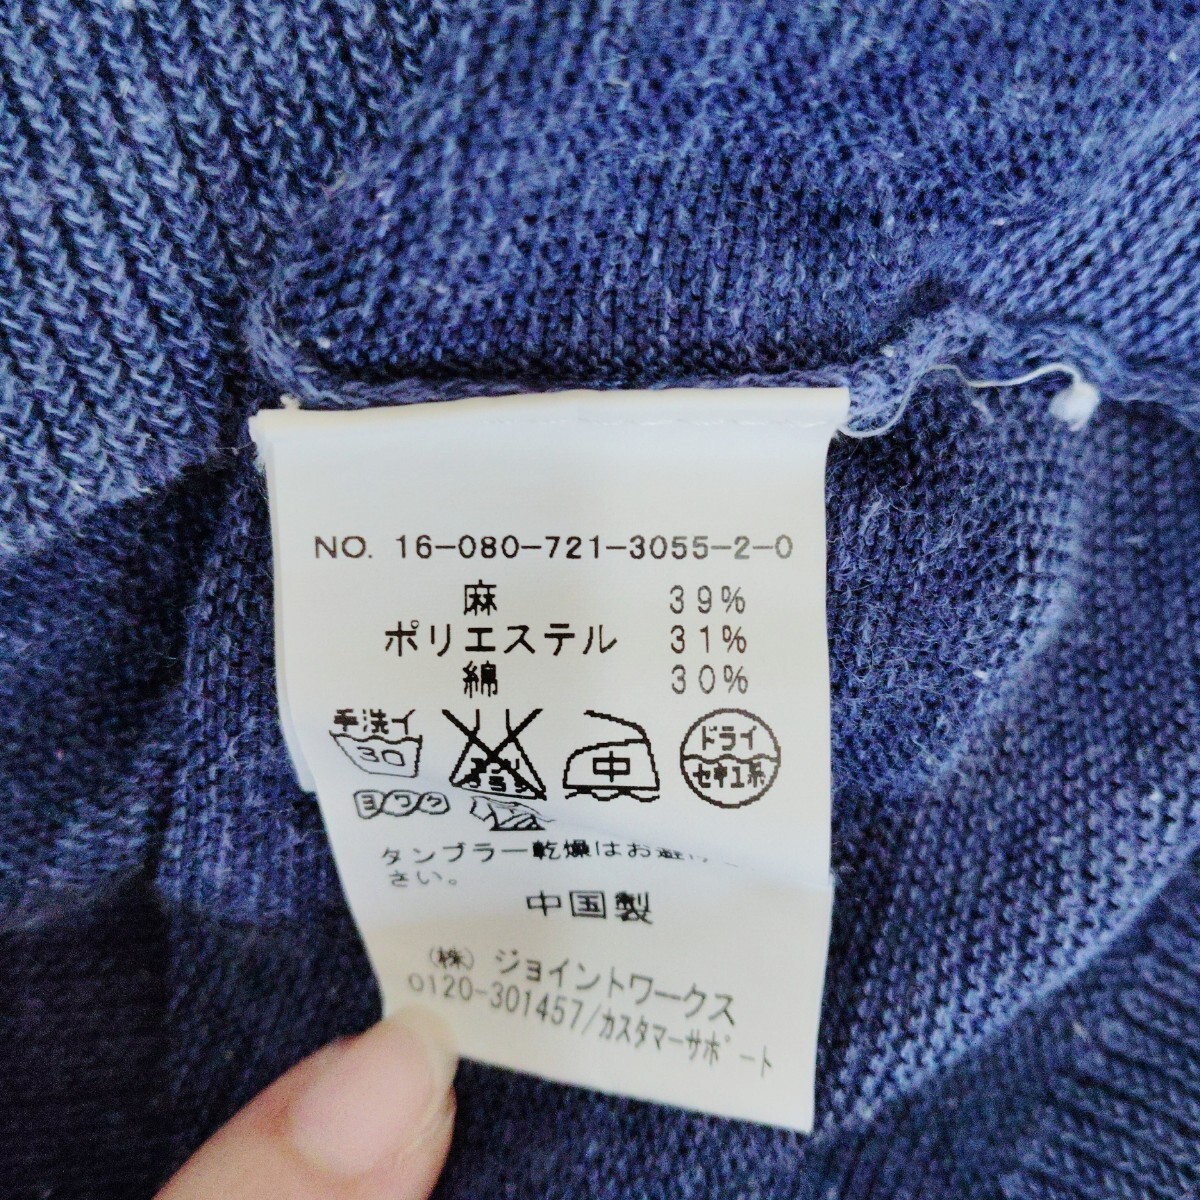 NO. 16-080-721-3055-2-0
麻 39%
ポリエステル 31%
綿 30%
手洗イ
30
中
ドライ
セキユ系
ヨワク
タンブラー乾燥はお避け
さい。
中国製
(株) ジョイントワークス
0120-301457/カスタマーサポート